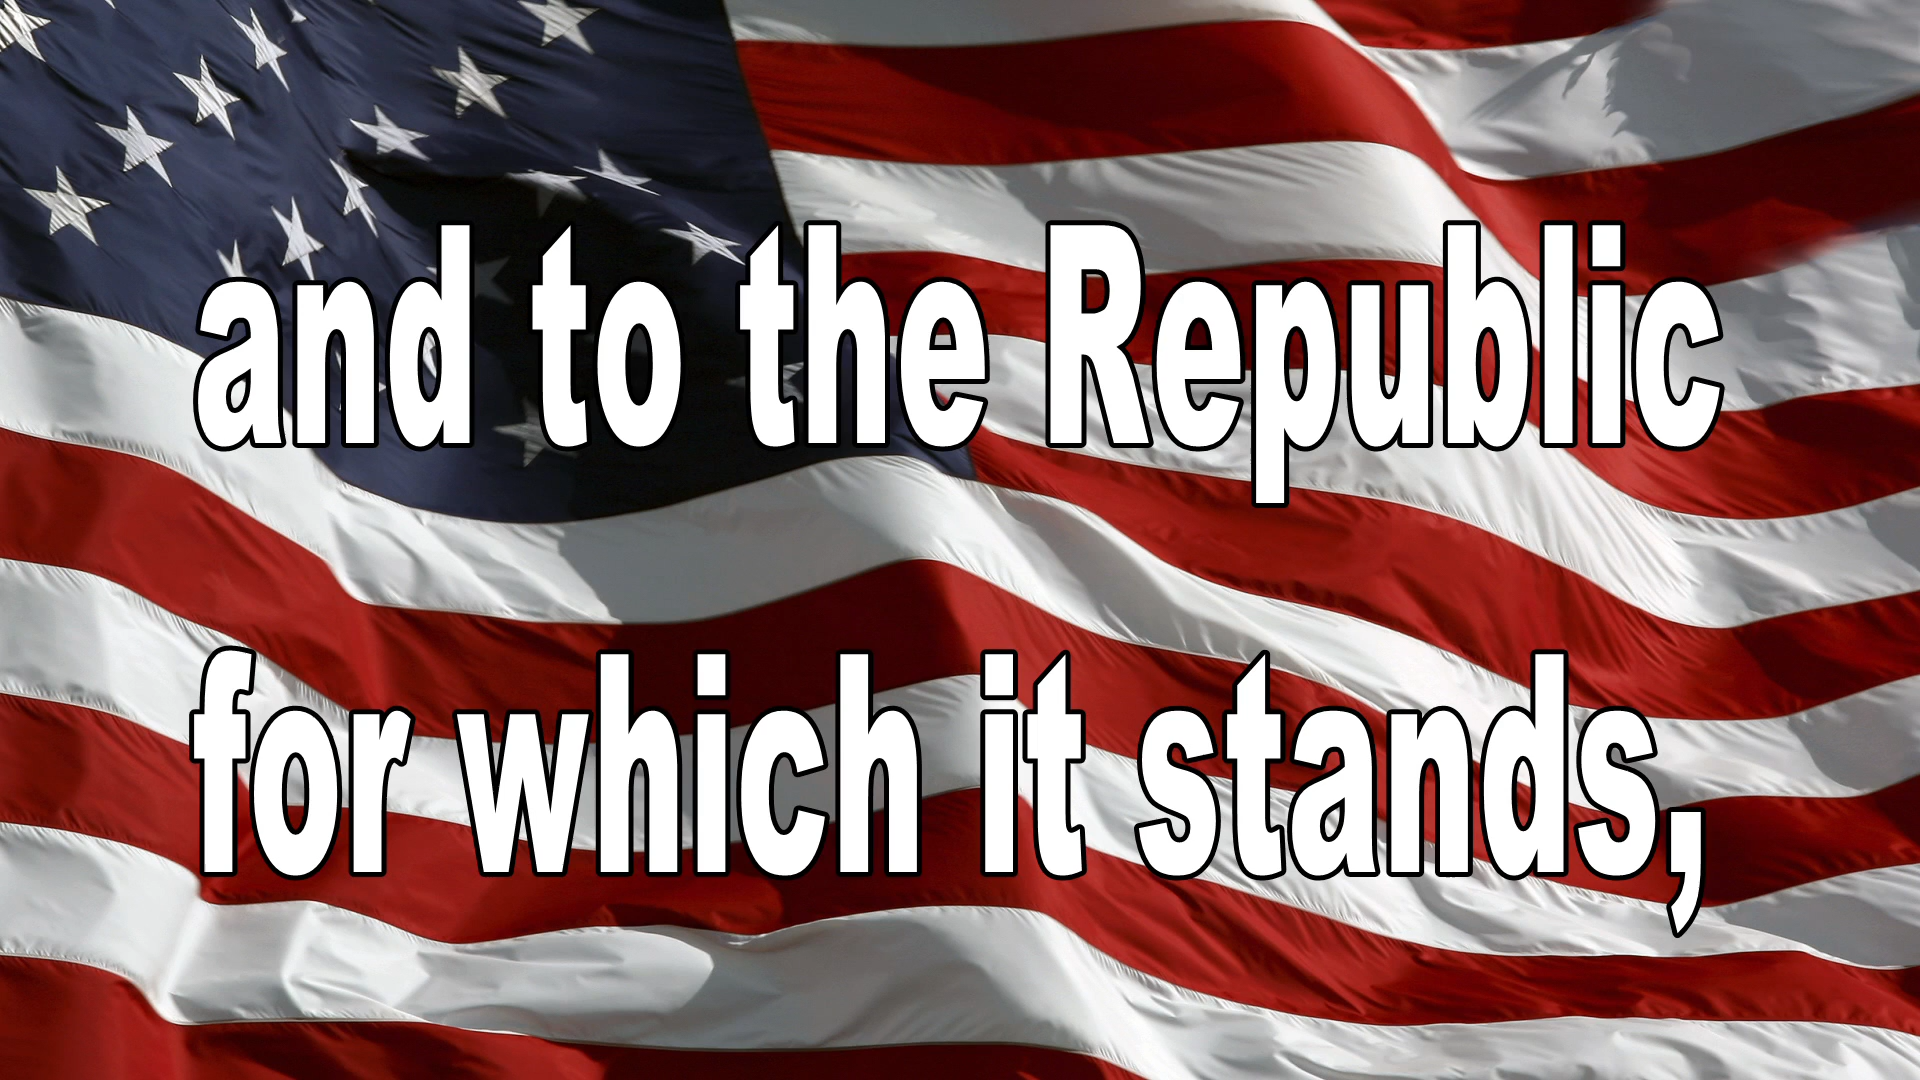 and to the Republic
for which it stands,